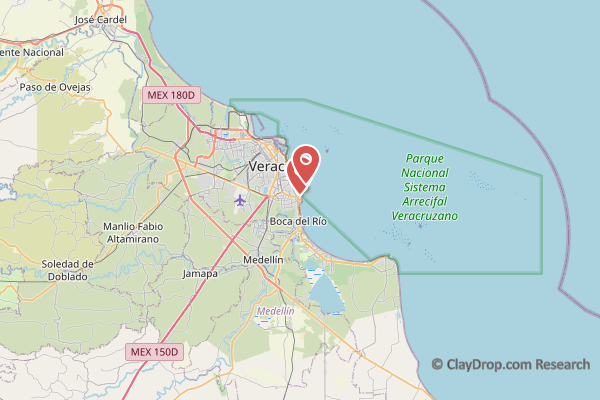 José Cardel
ente Nacional
Paso de Ovejas
MEX 180D
Verac
Parque
Nacional
Sistema
Arrecifal
Veracruzano
Boca del Río
Manlio Fabio
Altamirano
Medellín
Soledad de
Doblado
Jamapa
Medellín
MEX 150D
© ClayDrop.com Research